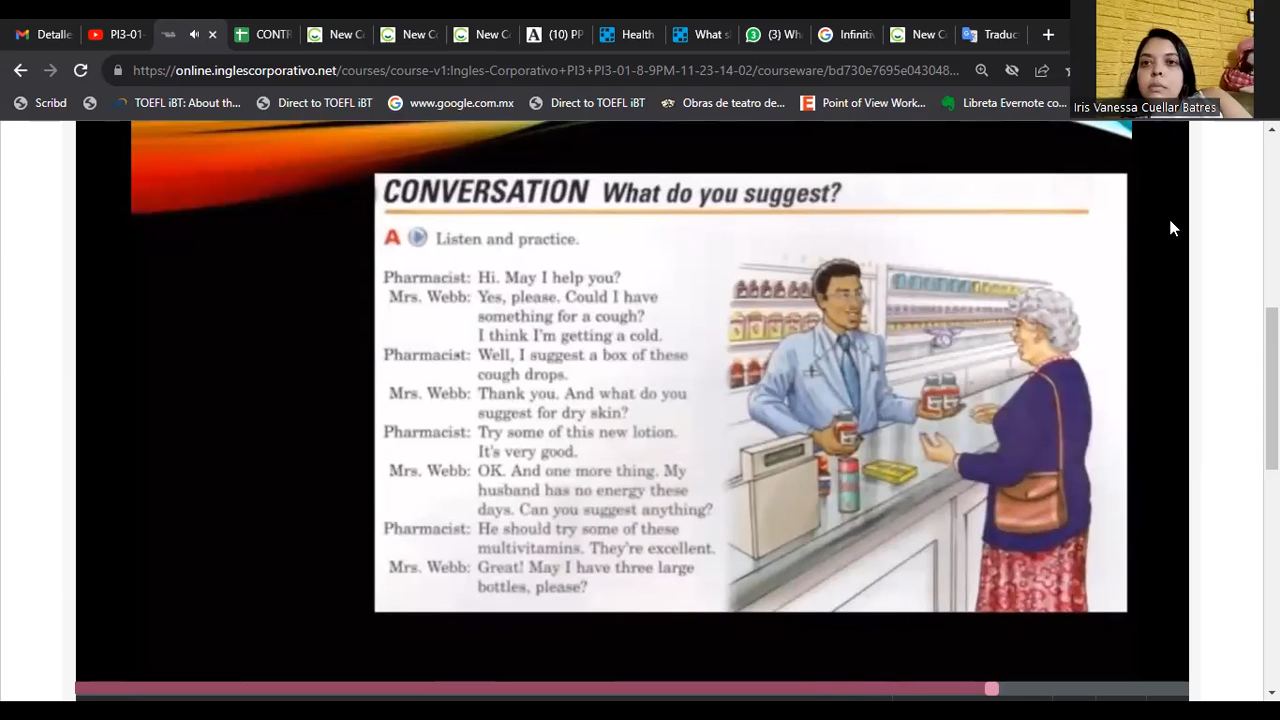 Detalle
PI3-01-
CONTR
New C
New C
New C
(10) PP
Health
What s
(3) Wh
Infiniti
New C
Traduc
https://online.inglescorporativo.net/courses/course-v1:Ingles-Corporativo+PI3+PI3-01-8-9PM-11-23-14-02/courseware/bd730e7695e043048...
Scribd
TOEFL iBT: About th...
Direct to TOEFL iBT
www.google.com.mx
Direct to TOEFL iBT
Obras de teatro de...
Point of View Work...
Libreta Evernote co...
Iris Vanessa Cuellar Batres
CONVERSATION What do you suggest?
A Listen and practice.
Pharmacist: Hi. May I help you?
Mrs. Webb: Yes, please. Could I have
something for a cough?
I think I'm getting a cold.
Pharmacist: Well, I suggest a box of these
cough drops.
Mrs. Webb: Thank you. And what do you
suggest for dry skin?
Pharmacist: Try some of this new lotion.
It's very good.
Mrs. Webb: OK. And one more thing. My
husband has no energy these
days. Can you suggest anything?
Pharmacist: He should try some of these
multivitamins. They're excellent.
Mrs. Webb: Great! May I have three large
bottles, please?